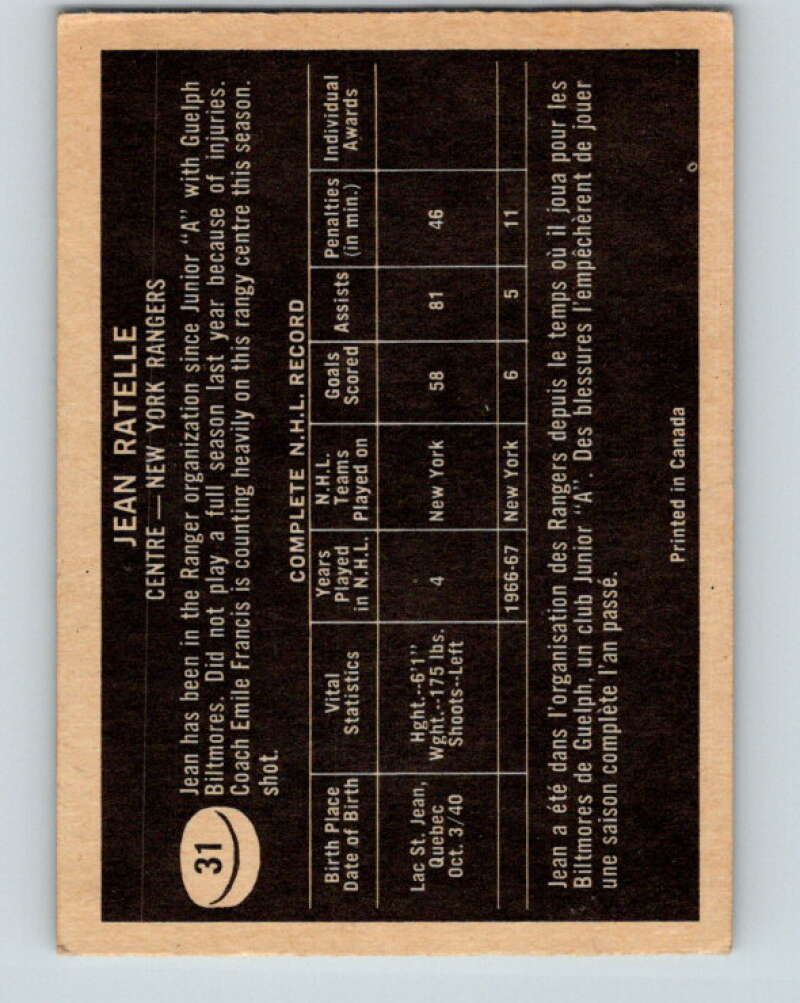 JEAN RATELLE
CENTRE — NEW YORK RANGERS
31
Jean has been in the Ranger organization since Junior "A" with Guelph
Biltmores. Did not play a full season last year because of injuries.
Coach Emile Francis is counting heavily on this rangy centre this season.
shot.
COMPLETE N.H.L. RECORD
Birth Place
Date of Birth
Vital
Statistics
Years
Played
in N.H.L.
N.H.L.
Teams
Played on
Goals
Scored
Assists
Penalties
(in min.)
Individual
Awards
Lac St. Jean,
Quebec
Oct. 3/40
Hght.--6'1"
Wght.--175 lbs.
Shoots--Left
4
New York
58
81
46
1966-67
New York
6
5
11
Jean a été dans l'organisation des Rangers depuis le temps où il joua pour les
Biltmores de Guelph, un club Junior "A". Des blessures l'empêchèrent de jouer
une saison complète l'an passé.
Printed in Canada